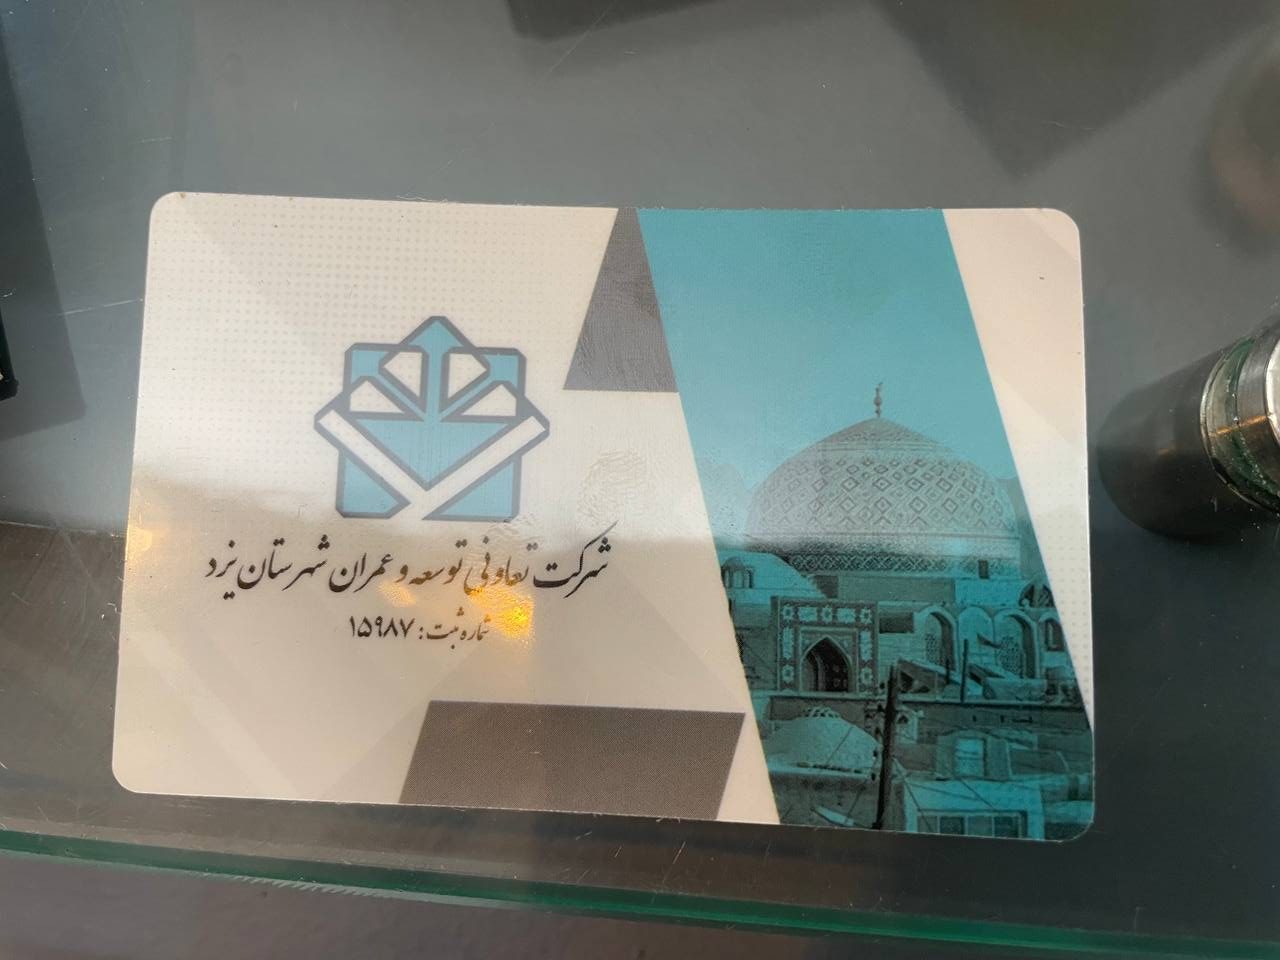 شرکت تعاونی توسعه و عمران شهرستان یزد
شماره ثبت: ۱۵۹۸۷